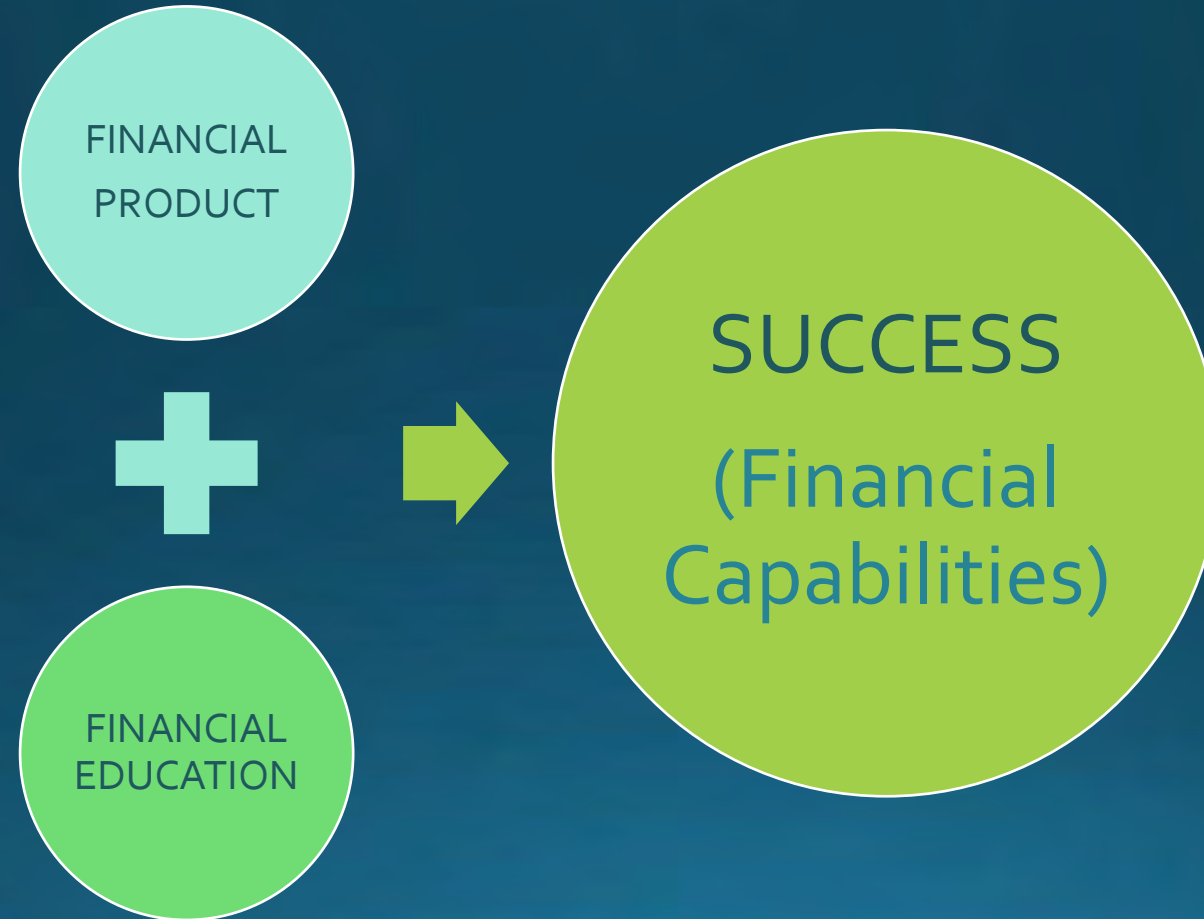 FINANCIAL
PRODUCT
FINANCIAL
EDUCATION
SUCCESS
(Financial
Capabilities)